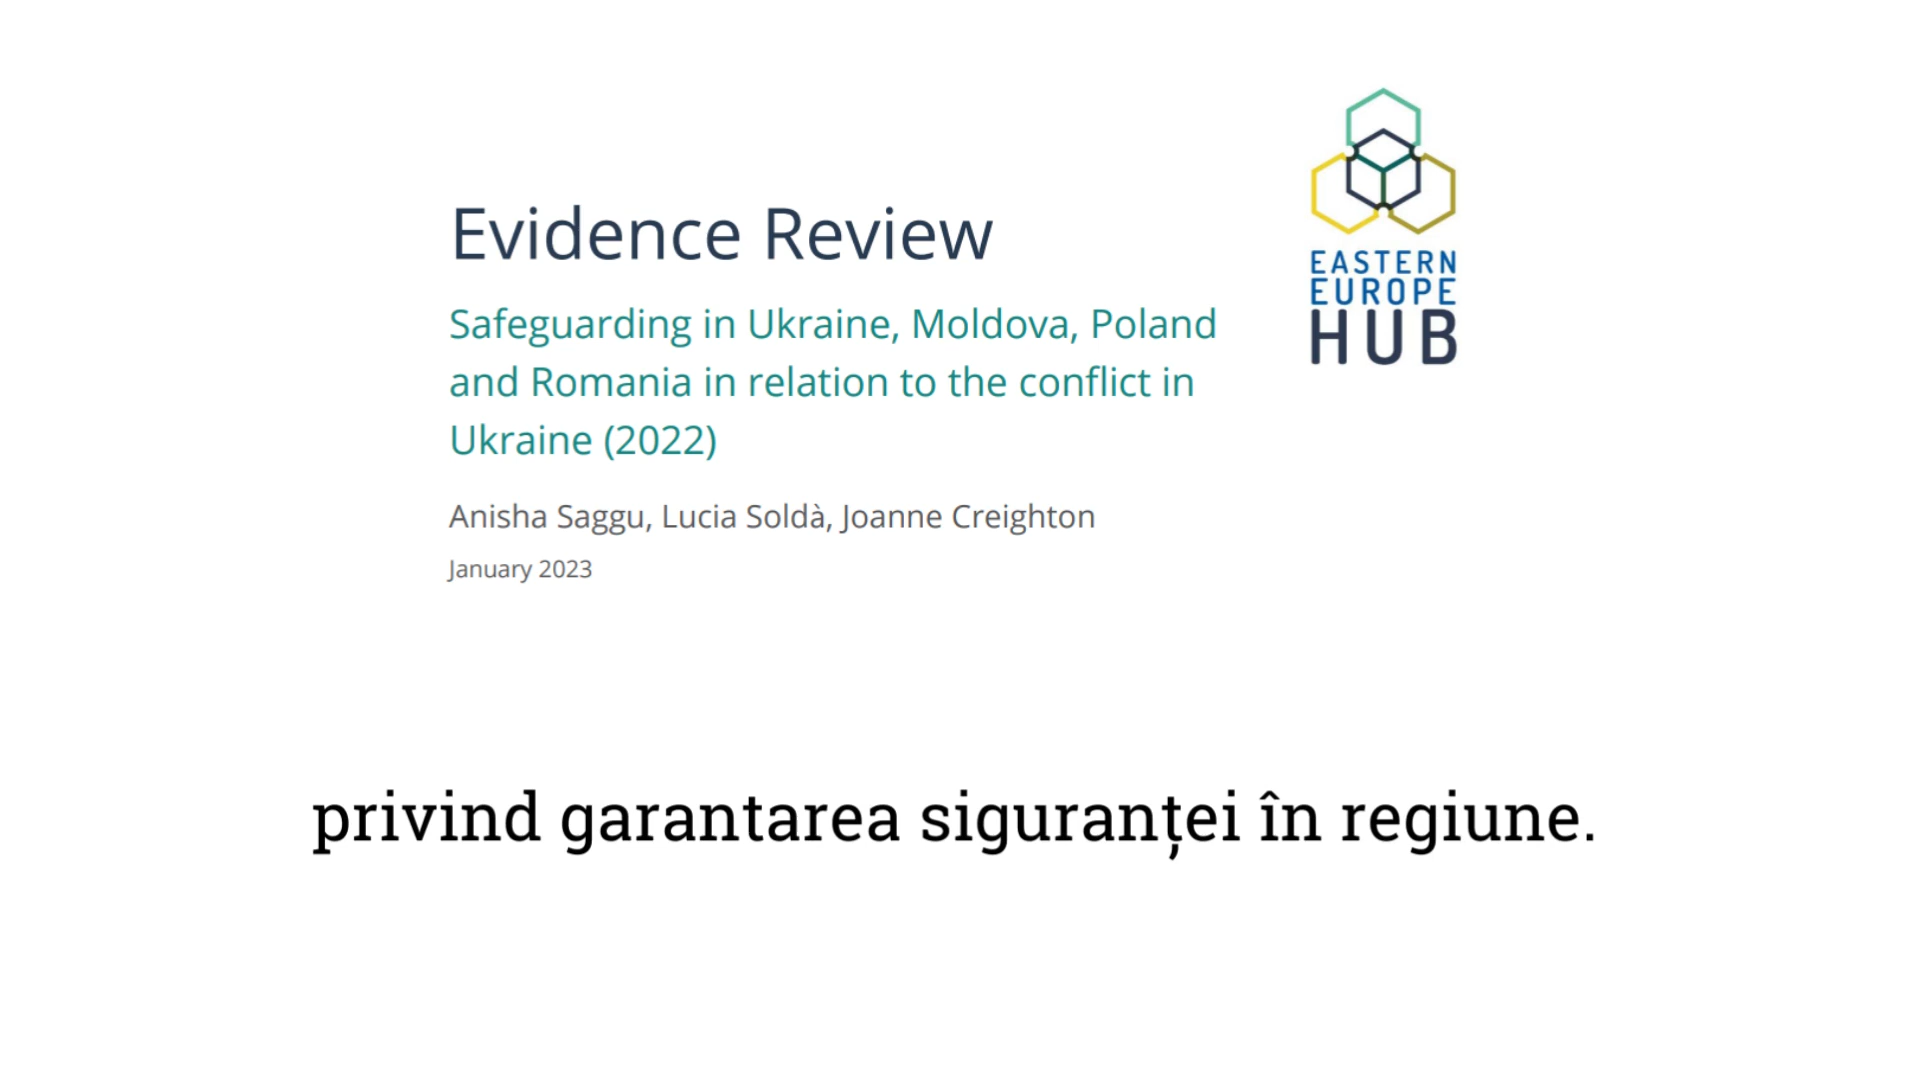 Evidence Review
Safeguarding in Ukraine, Moldova, Poland
and Romania in relation to the conflict in
Ukraine (2022)
Anisha Saggu, Lucia Soldà, Joanne Creighton
January 2023
EASTERN
EUROPE
HUB
privind garantarea siguranței în regiune.